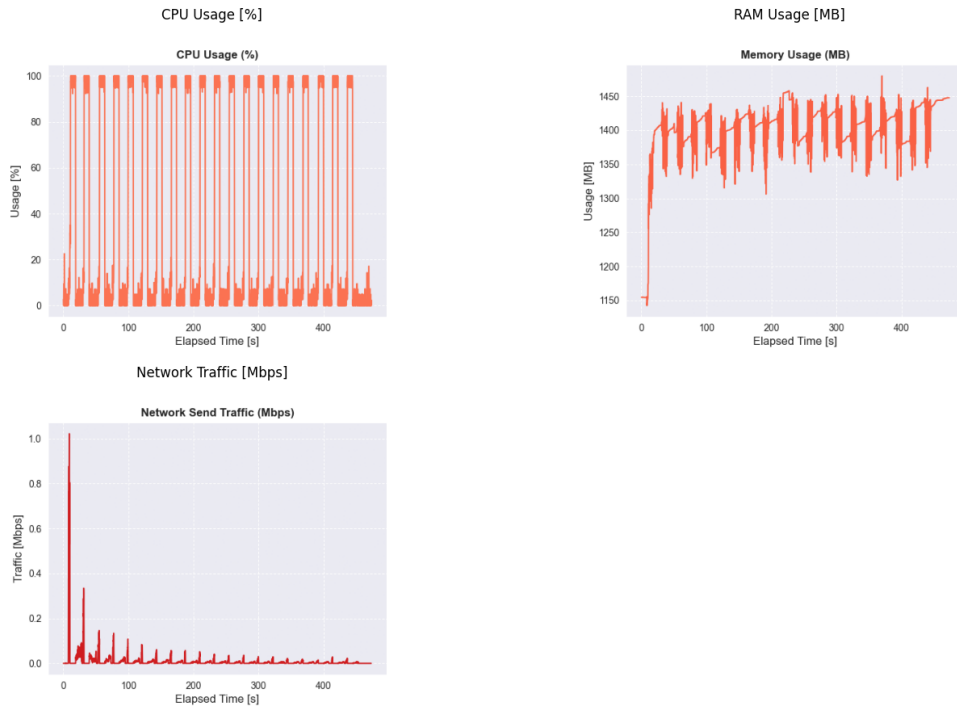 CPU Usage [%]
CPU Usage (%)
100
80
60
40
20
0
Usage [%]
0 100 200 300 400
Elapsed Time [s]
RAM Usage [MB]
Memory Usage (MB)
1450
1400
1350
1300
1250
1200
1150
Usage [MB]
0 100 200 300 400
Elapsed Time [s]
Network Traffic [Mbps]
Network Send Traffic (Mbps)
1.0
0.8
0.6
0.4
0.2
0.0
Traffic [Mbps]
0 100 200 300 400
Elapsed Time [s]